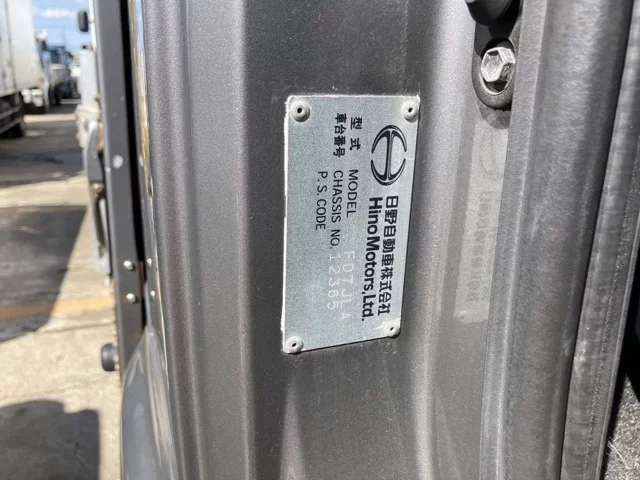 日野自動車株式会社
Hino Motors, Ltd.
型式 MODEL FD7JLA
車台番号 CHASSIS NO. 12365
P. S. CODE